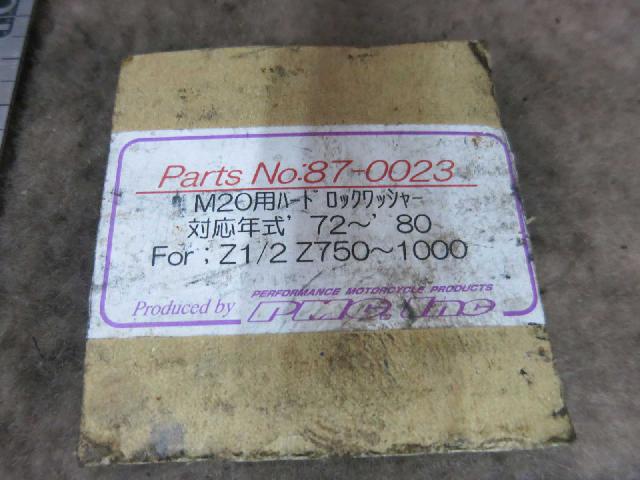 Parts No:87-0023
M20用ハードロックワッシャー
対応年式'72～'80
For ; Z1/2 Z750～1000
PERFORMANCE MOTORCYCLE PRODUCTS
Produced by PMC. Inc